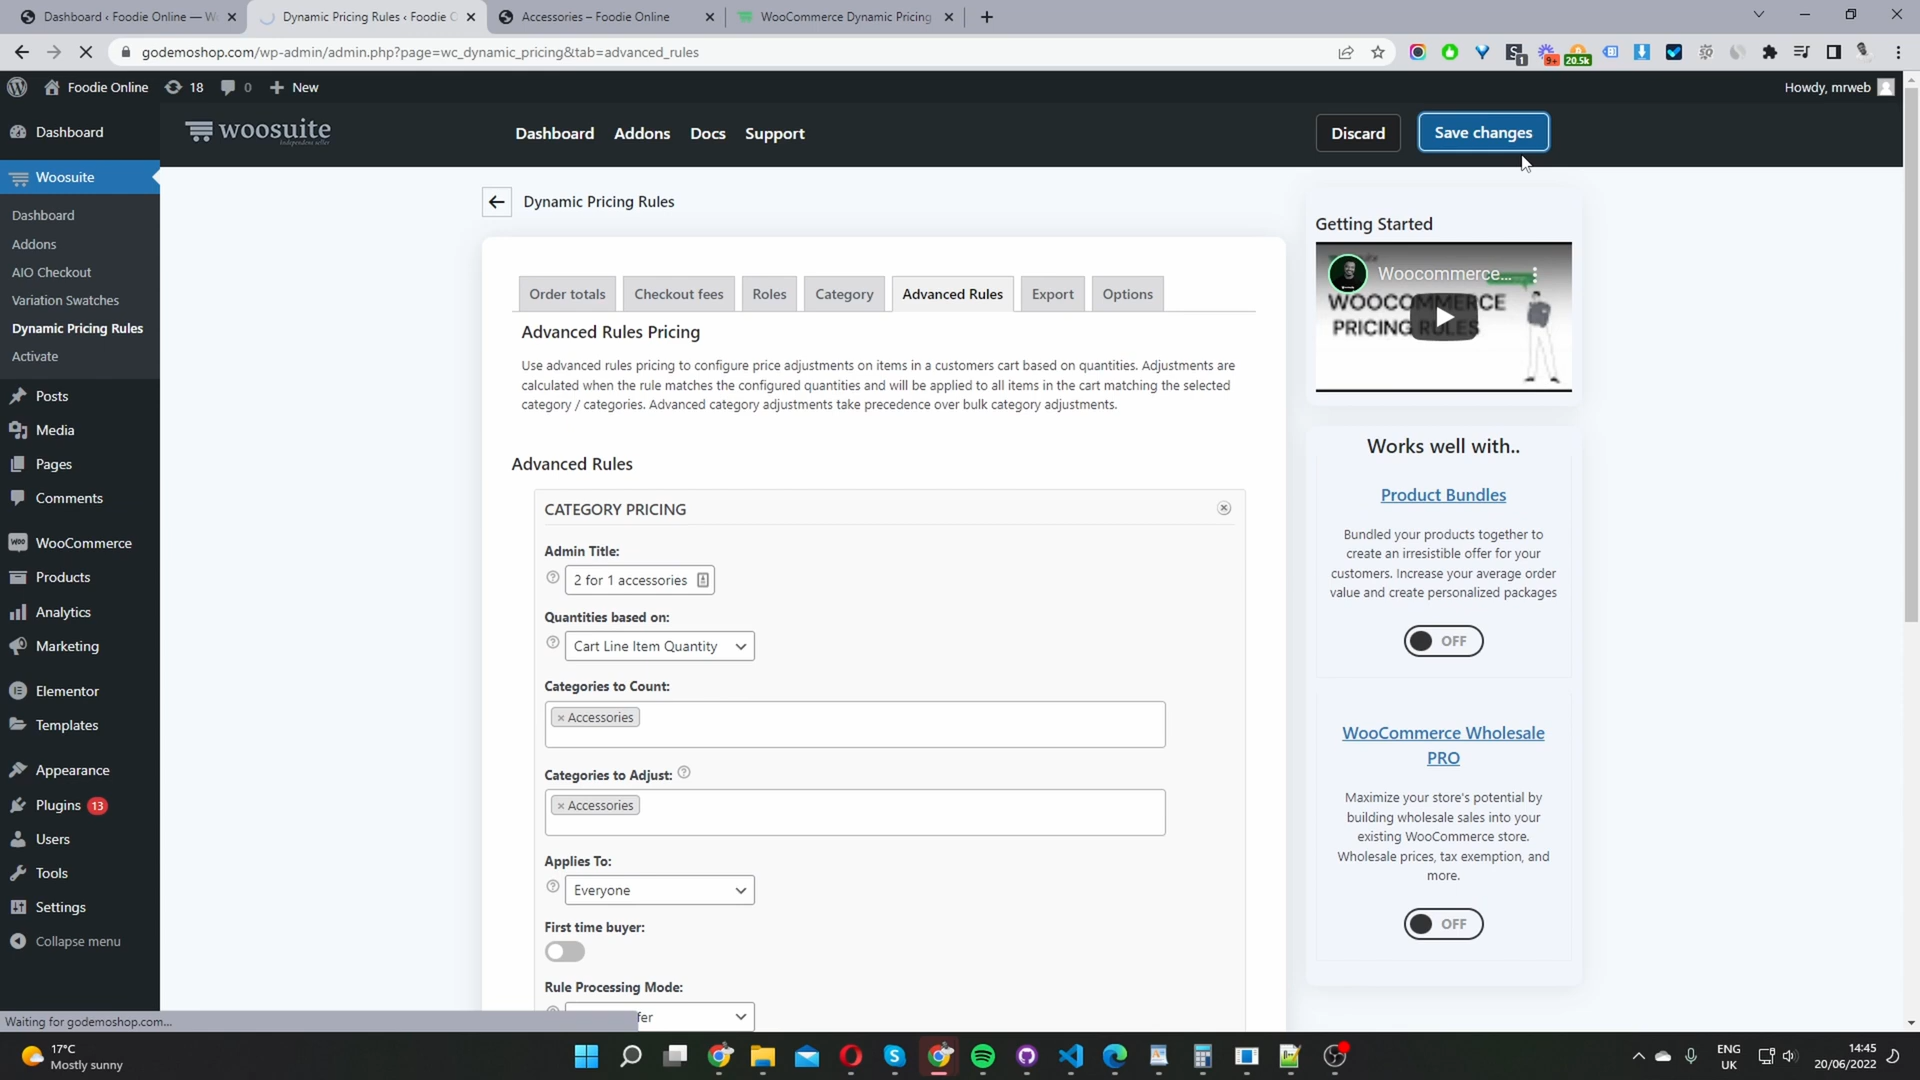 Dashboard ‹ Foodie Online — W
Dynamic Pricing Rules ‹ Foodie O
Accessories – Foodie Online
WooCommerce Dynamic Pricing
godemoshop.com/wp-admin/admin.php?page=wc_dynamic_pricing&tab=advanced_rules
1
9+
20.5k
Foodie Online
18
0
New
Howdy, mrweb
Dashboard
woosuite
Independent seller
Dashboard
Addons
Docs
Support
Discard
Save changes
Woosuite
Dashboard
Addons
AIO Checkout
Variation Swatches
Dynamic Pricing Rules
Activate
Posts
Media
Pages
Comments
WooCommerce
Products
Analytics
Marketing
Elementor
Templates
Appearance
Plugins 13
Users
Tools
Settings
Collapse menu
Dynamic Pricing Rules
Order totals
Checkout fees
Roles
Category
Advanced Rules
Export
Options
Advanced Rules Pricing
Use advanced rules pricing to configure price adjustments on items in a customers cart based on quantities. Adjustments are
calculated when the rule matches the configured quantities and will be applied to all items in the cart matching the selected
category / categories. Advanced category adjustments take precedence over bulk category adjustments.
Advanced Rules
CATEGORY PRICING
Admin Title:
2 for 1 accessories
Quantities based on:
Cart Line Item Quantity
Categories to Count:
× Accessories
Categories to Adjust:
× Accessories
Applies To:
Everyone
First time buyer:
Rule Processing Mode:
fer
Getting Started
Woocommerce...
WOOCOMMERCE
PRICING RULES
Works well with..
Product Bundles
Bundled your products together to
create an irresistible offer for your
customers. Increase your average order
value and create personalized packages
OFF
WooCommerce Wholesale
PRO
Maximize your store's potential by
building wholesale sales into your
existing WooCommerce store.
Wholesale prices, tax exemption, and
more.
OFF
Waiting for godemoshop.com...
17°C
Mostly sunny
ENG
UK
14:45
20/06/2022